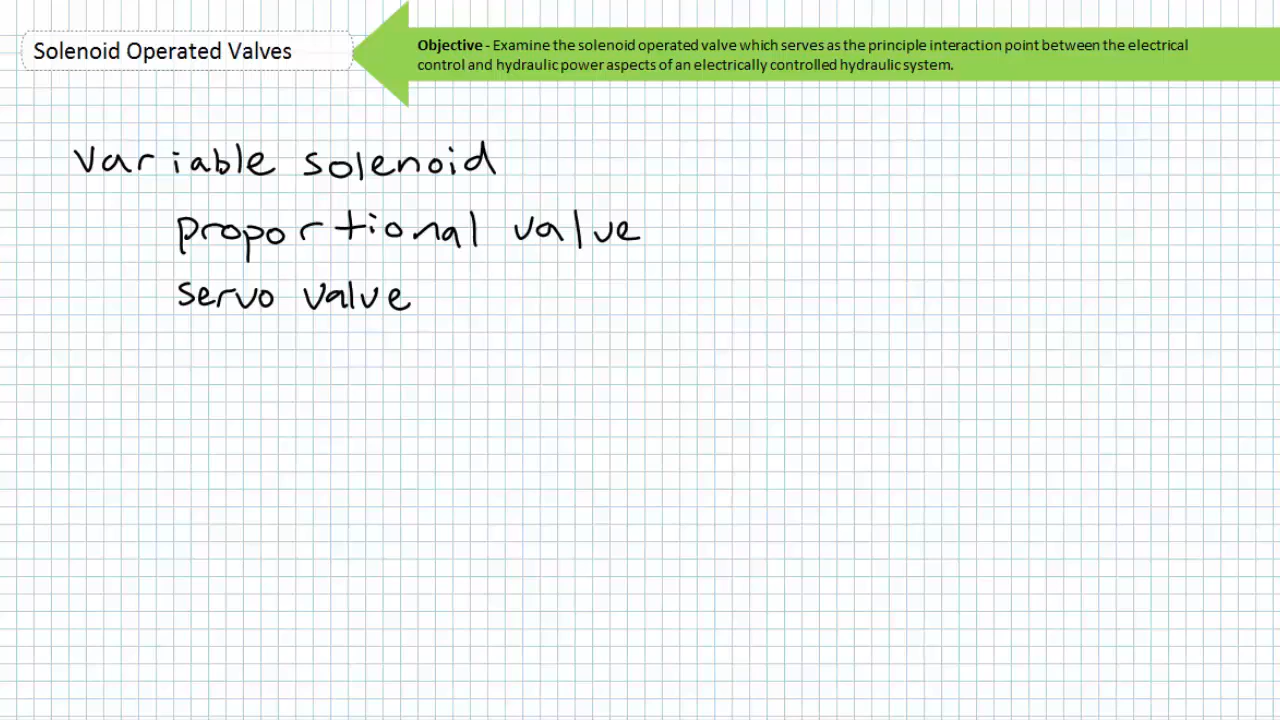 Solenoid Operated Valves
Objective - Examine the solenoid operated valve which serves as the principle interaction point between the electrical
control and hydraulic power aspects of an electrically controlled hydraulic system.
variable solenoid
proportional valve
servo valve